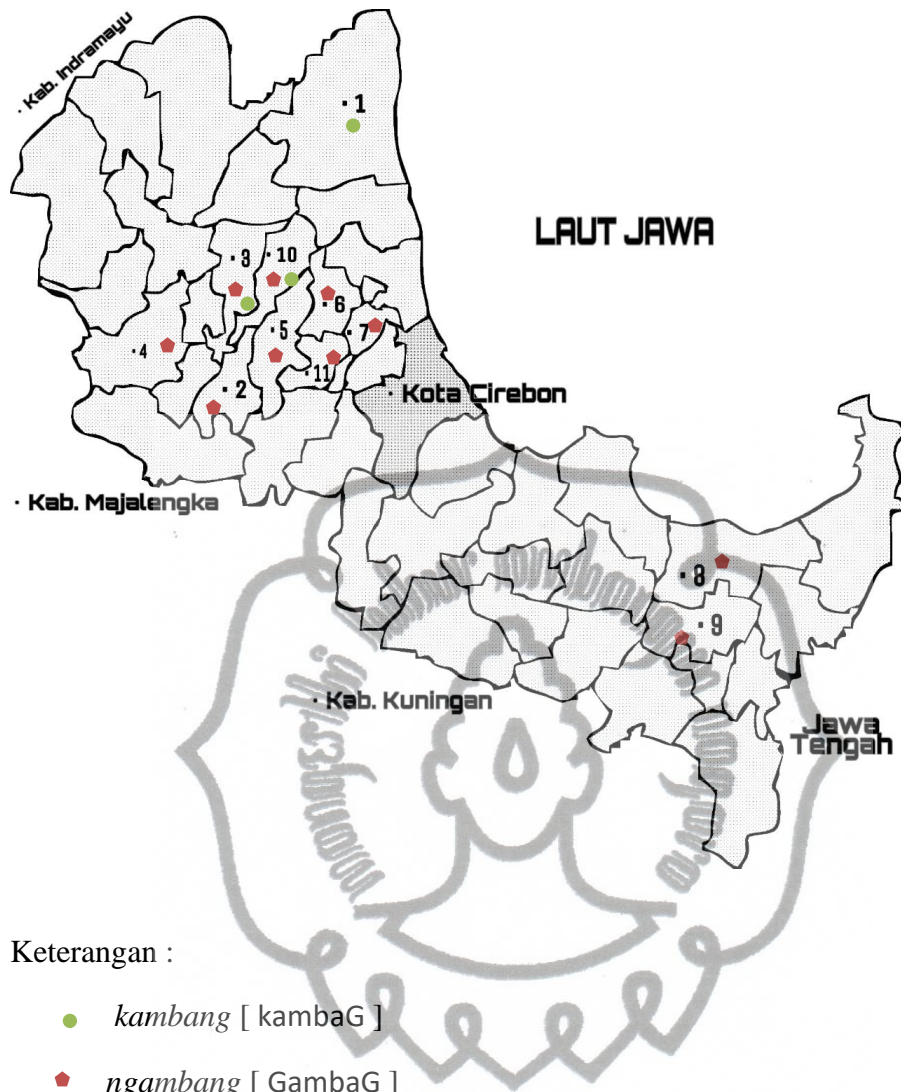 · Kab. Indramayu
· 1
LAUT JAWA
· 3
· 10
· 6
· 5
· 7
· 4
· 11
· 2
· Kota Cirebon
· Kab. Majalengka
· 8
· 9
· Kab. Kuningan
Jawa
Tengah
Keterangan :
kambang [ kambaG ]
ngambang [ GambaG ]